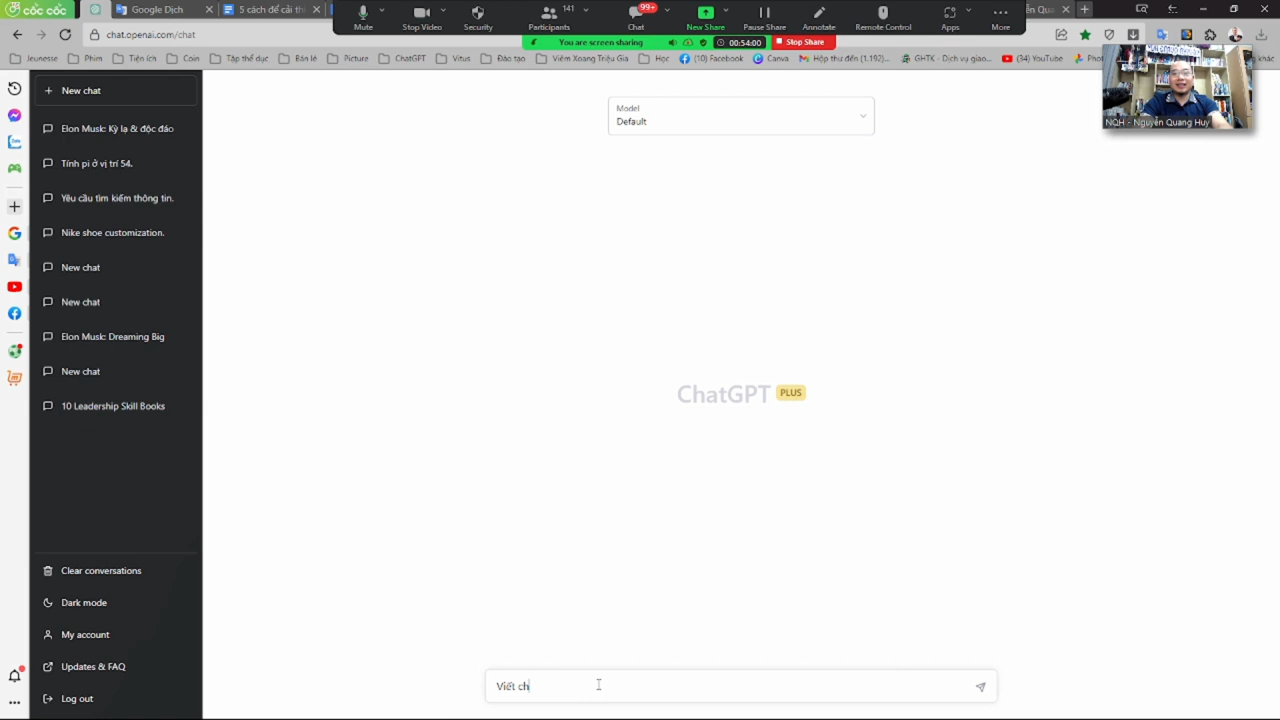 Google Dịch
5 cách để cải thi
Mute
Stop Video
Security
Participants
141
Chat
99+
New Share
Pause Share
Annotate
Remote Control
Apps
More
You are screen sharing
00:54:00
Stop Share
chat.openai.com/chat
Jeunesse
Phim
Tiện ích
Coin
Tập thể dục
Bán lẻ
Picture
ChatGPT
Vital
Đào tạo
Viêm Xoang Triệu Gia
Học
(10) Facebook
Canva
Hộp thư đến (1.192)...
GHTK - Dịch vụ giao...
(34) YouTube
NQH - Nguyễn Quang Huy
New chat
Elon Musk: Kỳ lạ & độc đáo
Tính pi ở vị trí 54.
Yêu cầu tìm kiếm thông tin.
Nike shoe customization.
New chat
New chat
Elon Musk: Dreaming Big
New chat
10 Leadership Skill Books
Clear conversations
Dark mode
My account
Updates & FAQ
Log out
Model
Default
ChatGPT PLUS
Viết ch